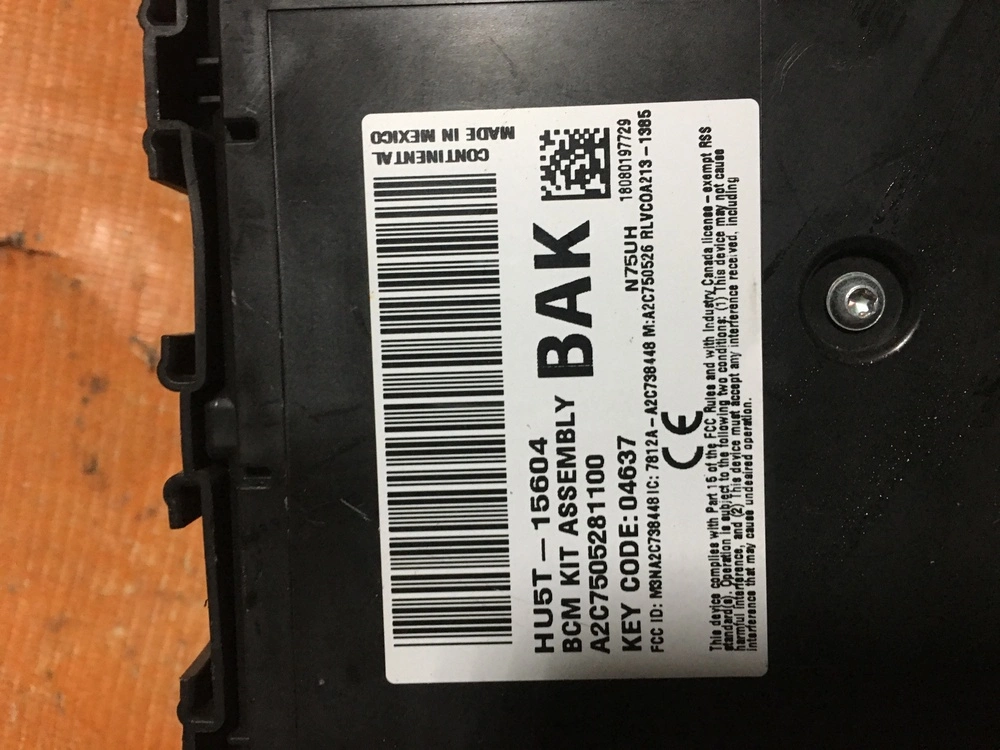 CONTINENTAL
MADE IN MEXICO
HU5T-15604
BCM KIT ASSEMBLY BAK
A2C7505281100
KEY CODE: 04637 N75UH 18080197729
FCC ID: M3NA2C738448 IC: 7812A-A2C738448 M:A2C750526 RLVCOA213-1385
CE
This device complies with Part 15 of the FCC Rules and with Industry Canada license-exempt RSS
standard(s). Operation is subject to the following two conditions: (1) This device may not cause
harmful interference, and (2) This device must accept any interference received, including
interference that may cause undesired operation.